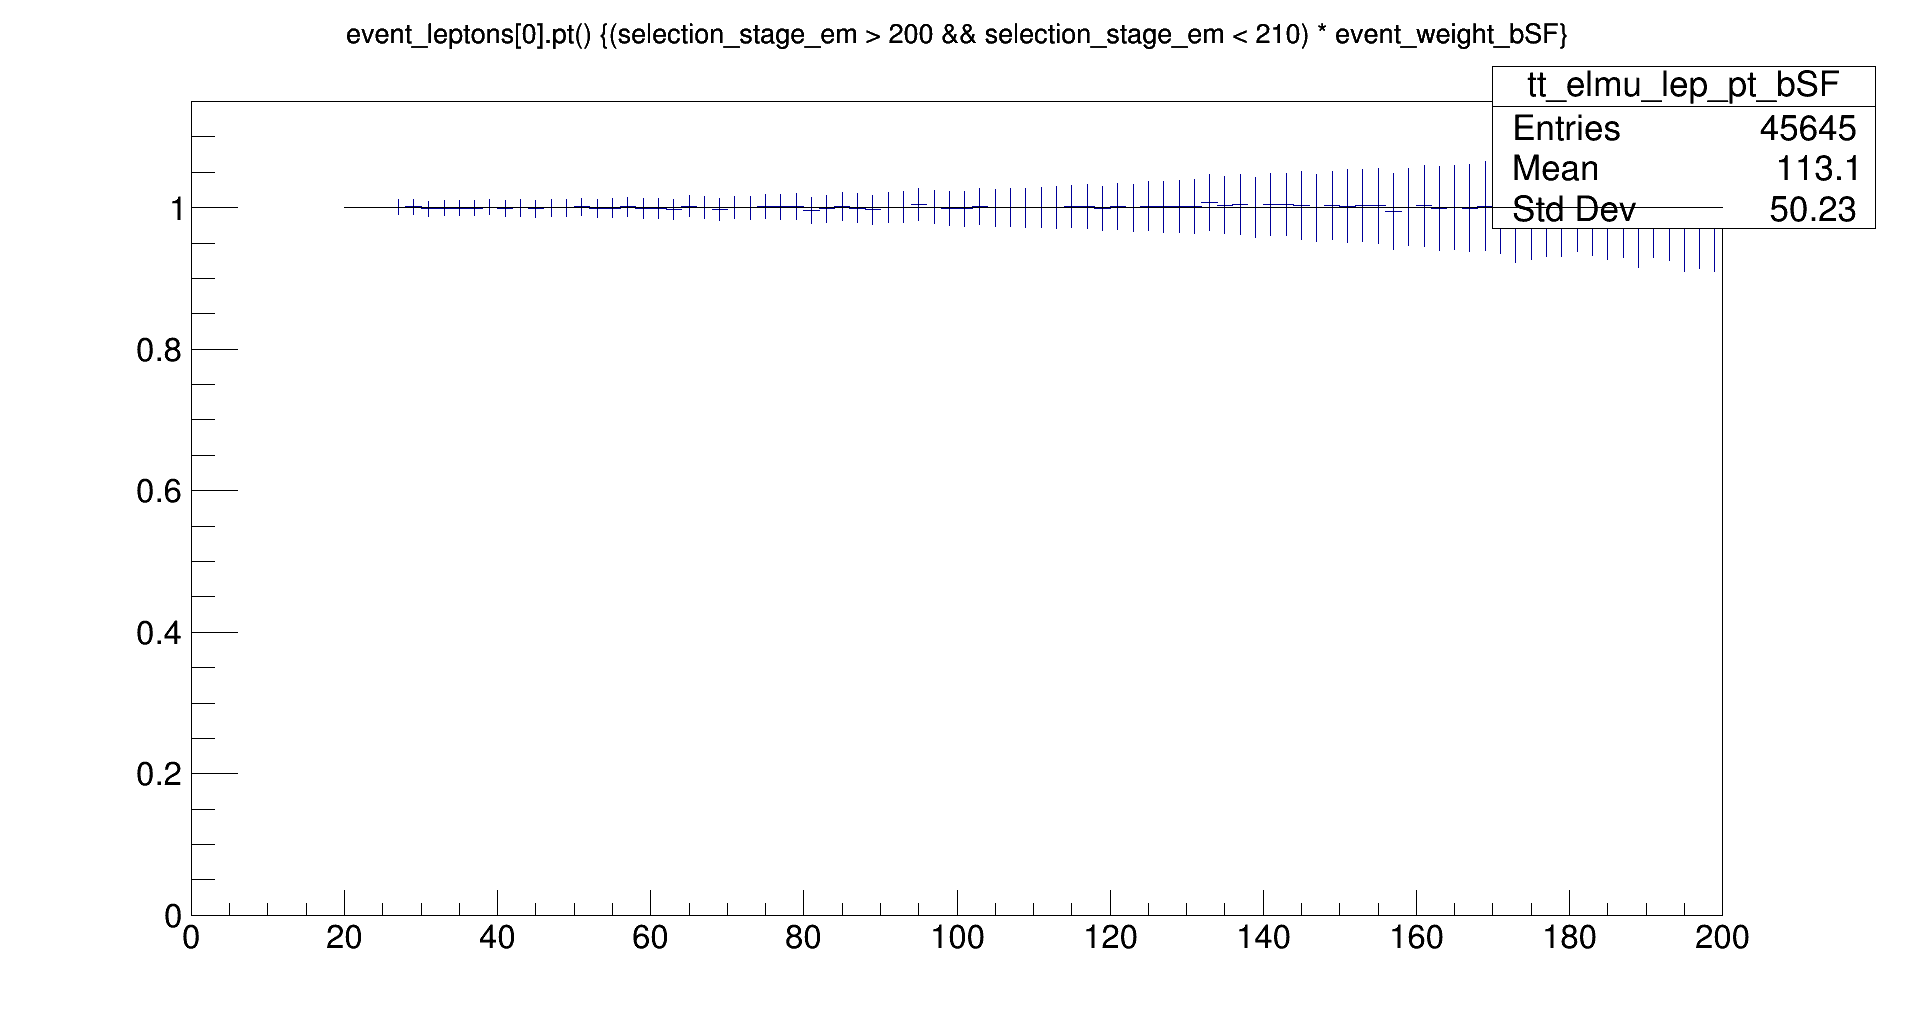 event_leptons[0].pt() {(selection_stage_em > 200 && selection_stage_em < 210) * event_weight_bSF}
tt_elmu_lep_pt_bSF
Entries 45645
Mean 113.1
Std Dev 50.23
1
0.8
0.6
0.4
0.2
0
0 20 40 60 80 100 120 140 160 180 200